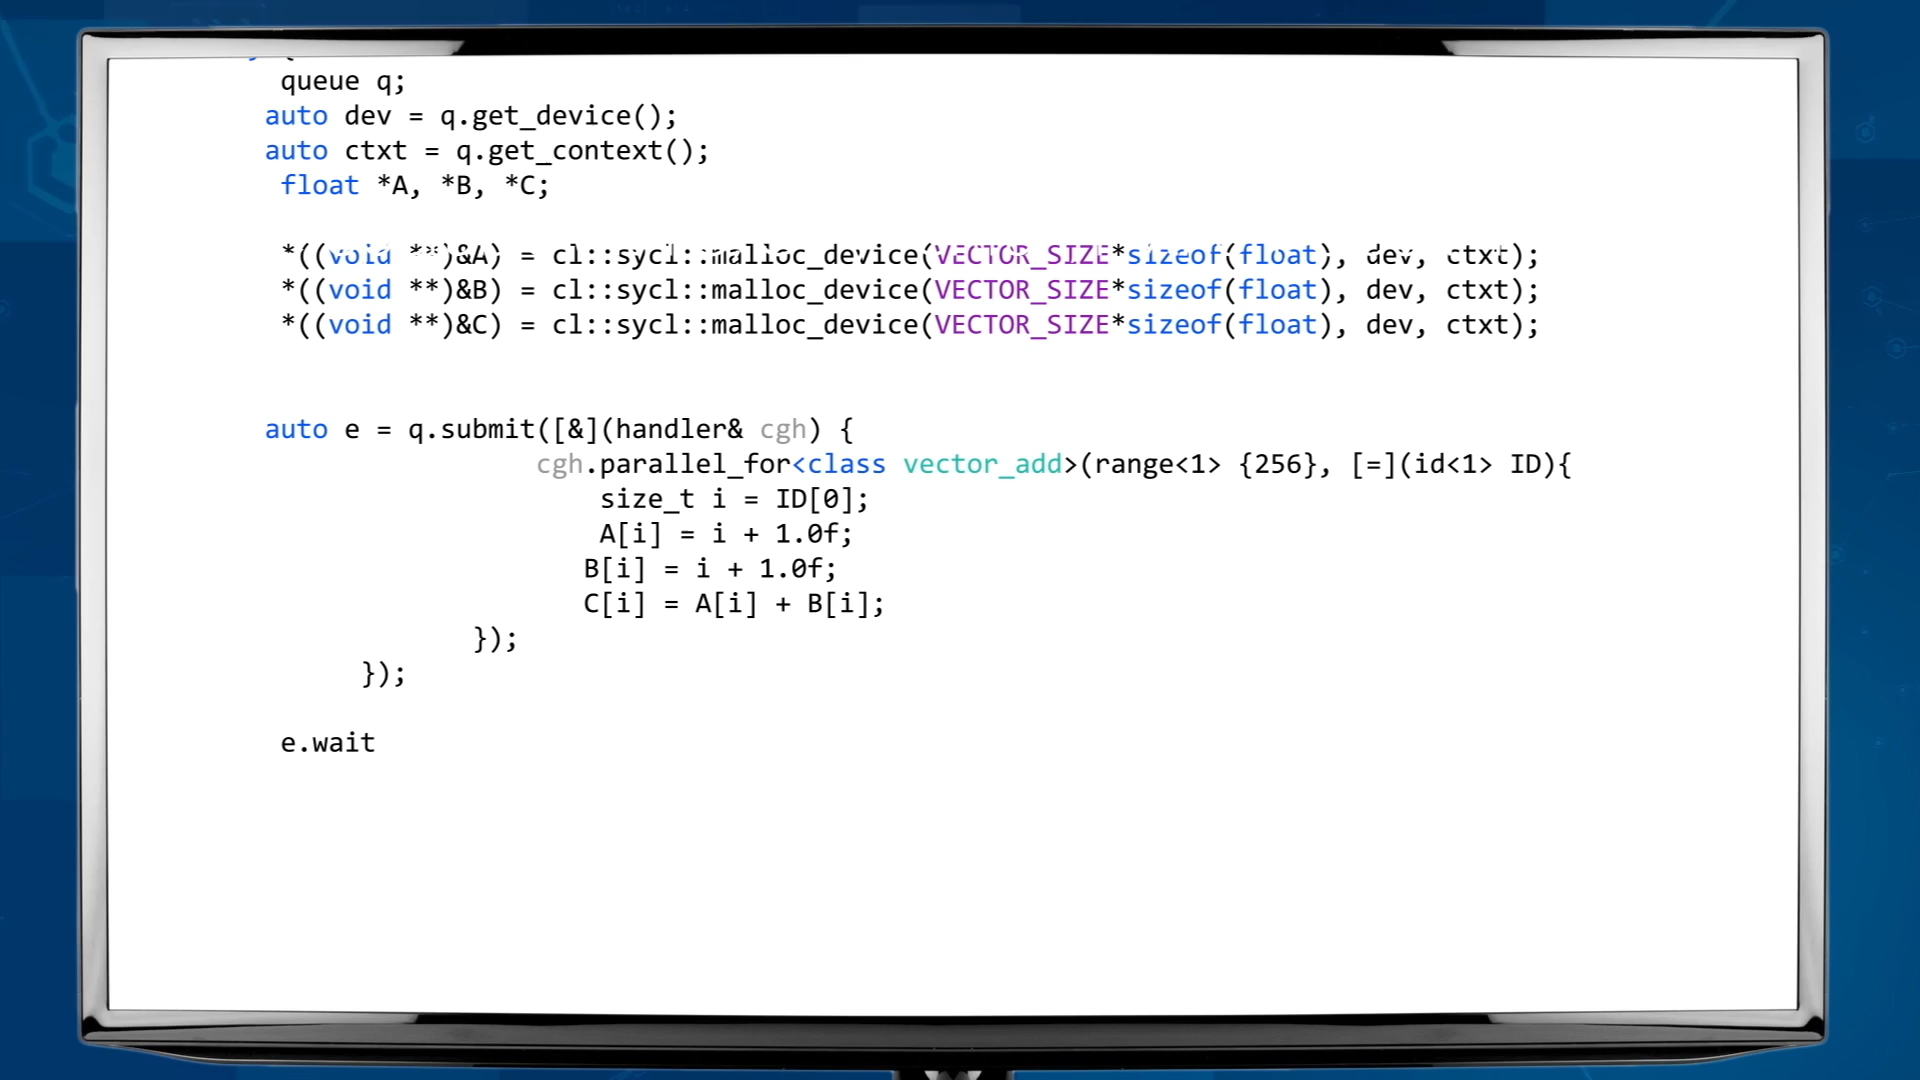 queue q;
auto dev = q.get_device();
auto ctxt = q.get_context();
float *A, *B, *C;
*((void **)&A) = cl::sycl::malloc_device(VECTOR_SIZE*sizeof(float), dev, ctxt);
*((void **)&B) = cl::sycl::malloc_device(VECTOR_SIZE*sizeof(float), dev, ctxt);
*((void **)&C) = cl::sycl::malloc_device(VECTOR_SIZE*sizeof(float), dev, ctxt);
auto e = q.submit([&](handler& cgh) {
cgh.parallel_for<class vector_add>(range<1> {256}, [=](id<1> ID){
size_t i = ID[0];
A[i] = i + 1.0f;
B[i] = i + 1.0f;
C[i] = A[i] + B[i];
});
});
e.wait